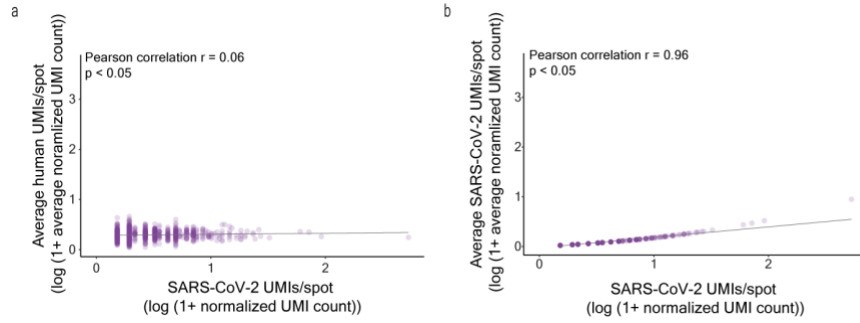 a
Pearson correlation r = 0.06
p < 0.05
Average human UMIs/spot
(log (1+ average noramlized UMI count))
3
2
1
0
0 1 2
SARS-CoV-2 UMIs/spot
(log (1+ normalized UMI count))
b
Pearson correlation r = 0.96
p < 0.05
Average SARS-CoV-2 UMIs/spot
(log (1+ average noramlized UMI count))
3
2
1
0
0 1 2
SARS-CoV-2 UMIs/spot
(log (1+ normalized UMI count))